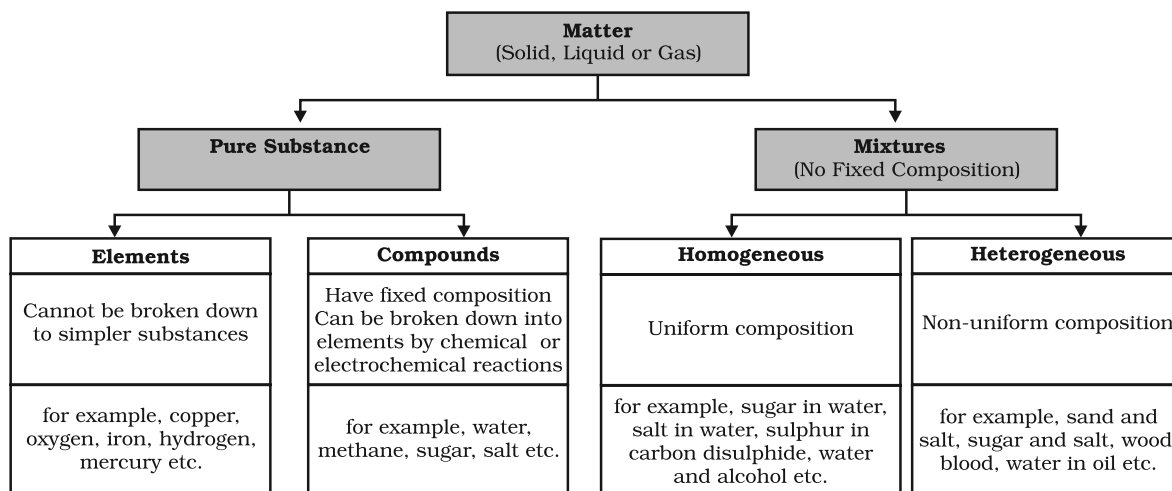 Matter
(Solid, Liquid or Gas)
Pure Substance
Mixtures
(No Fixed Composition)
Elements
Cannot be broken down
to simpler substances
for example, copper,
oxygen, iron, hydrogen,
mercury etc.
Compounds
Have fixed composition
Can be broken down into
elements by chemical or
electrochemical reactions
for example, water,
methane, sugar, salt etc.
Homogeneous
Uniform composition
for example, sugar in water,
salt in water, sulphur in
carbon disulphide, water
and alcohol etc.
Heterogeneous
Non-uniform composition
for example, sand and
salt, sugar and salt, wood,
blood, water in oil etc.